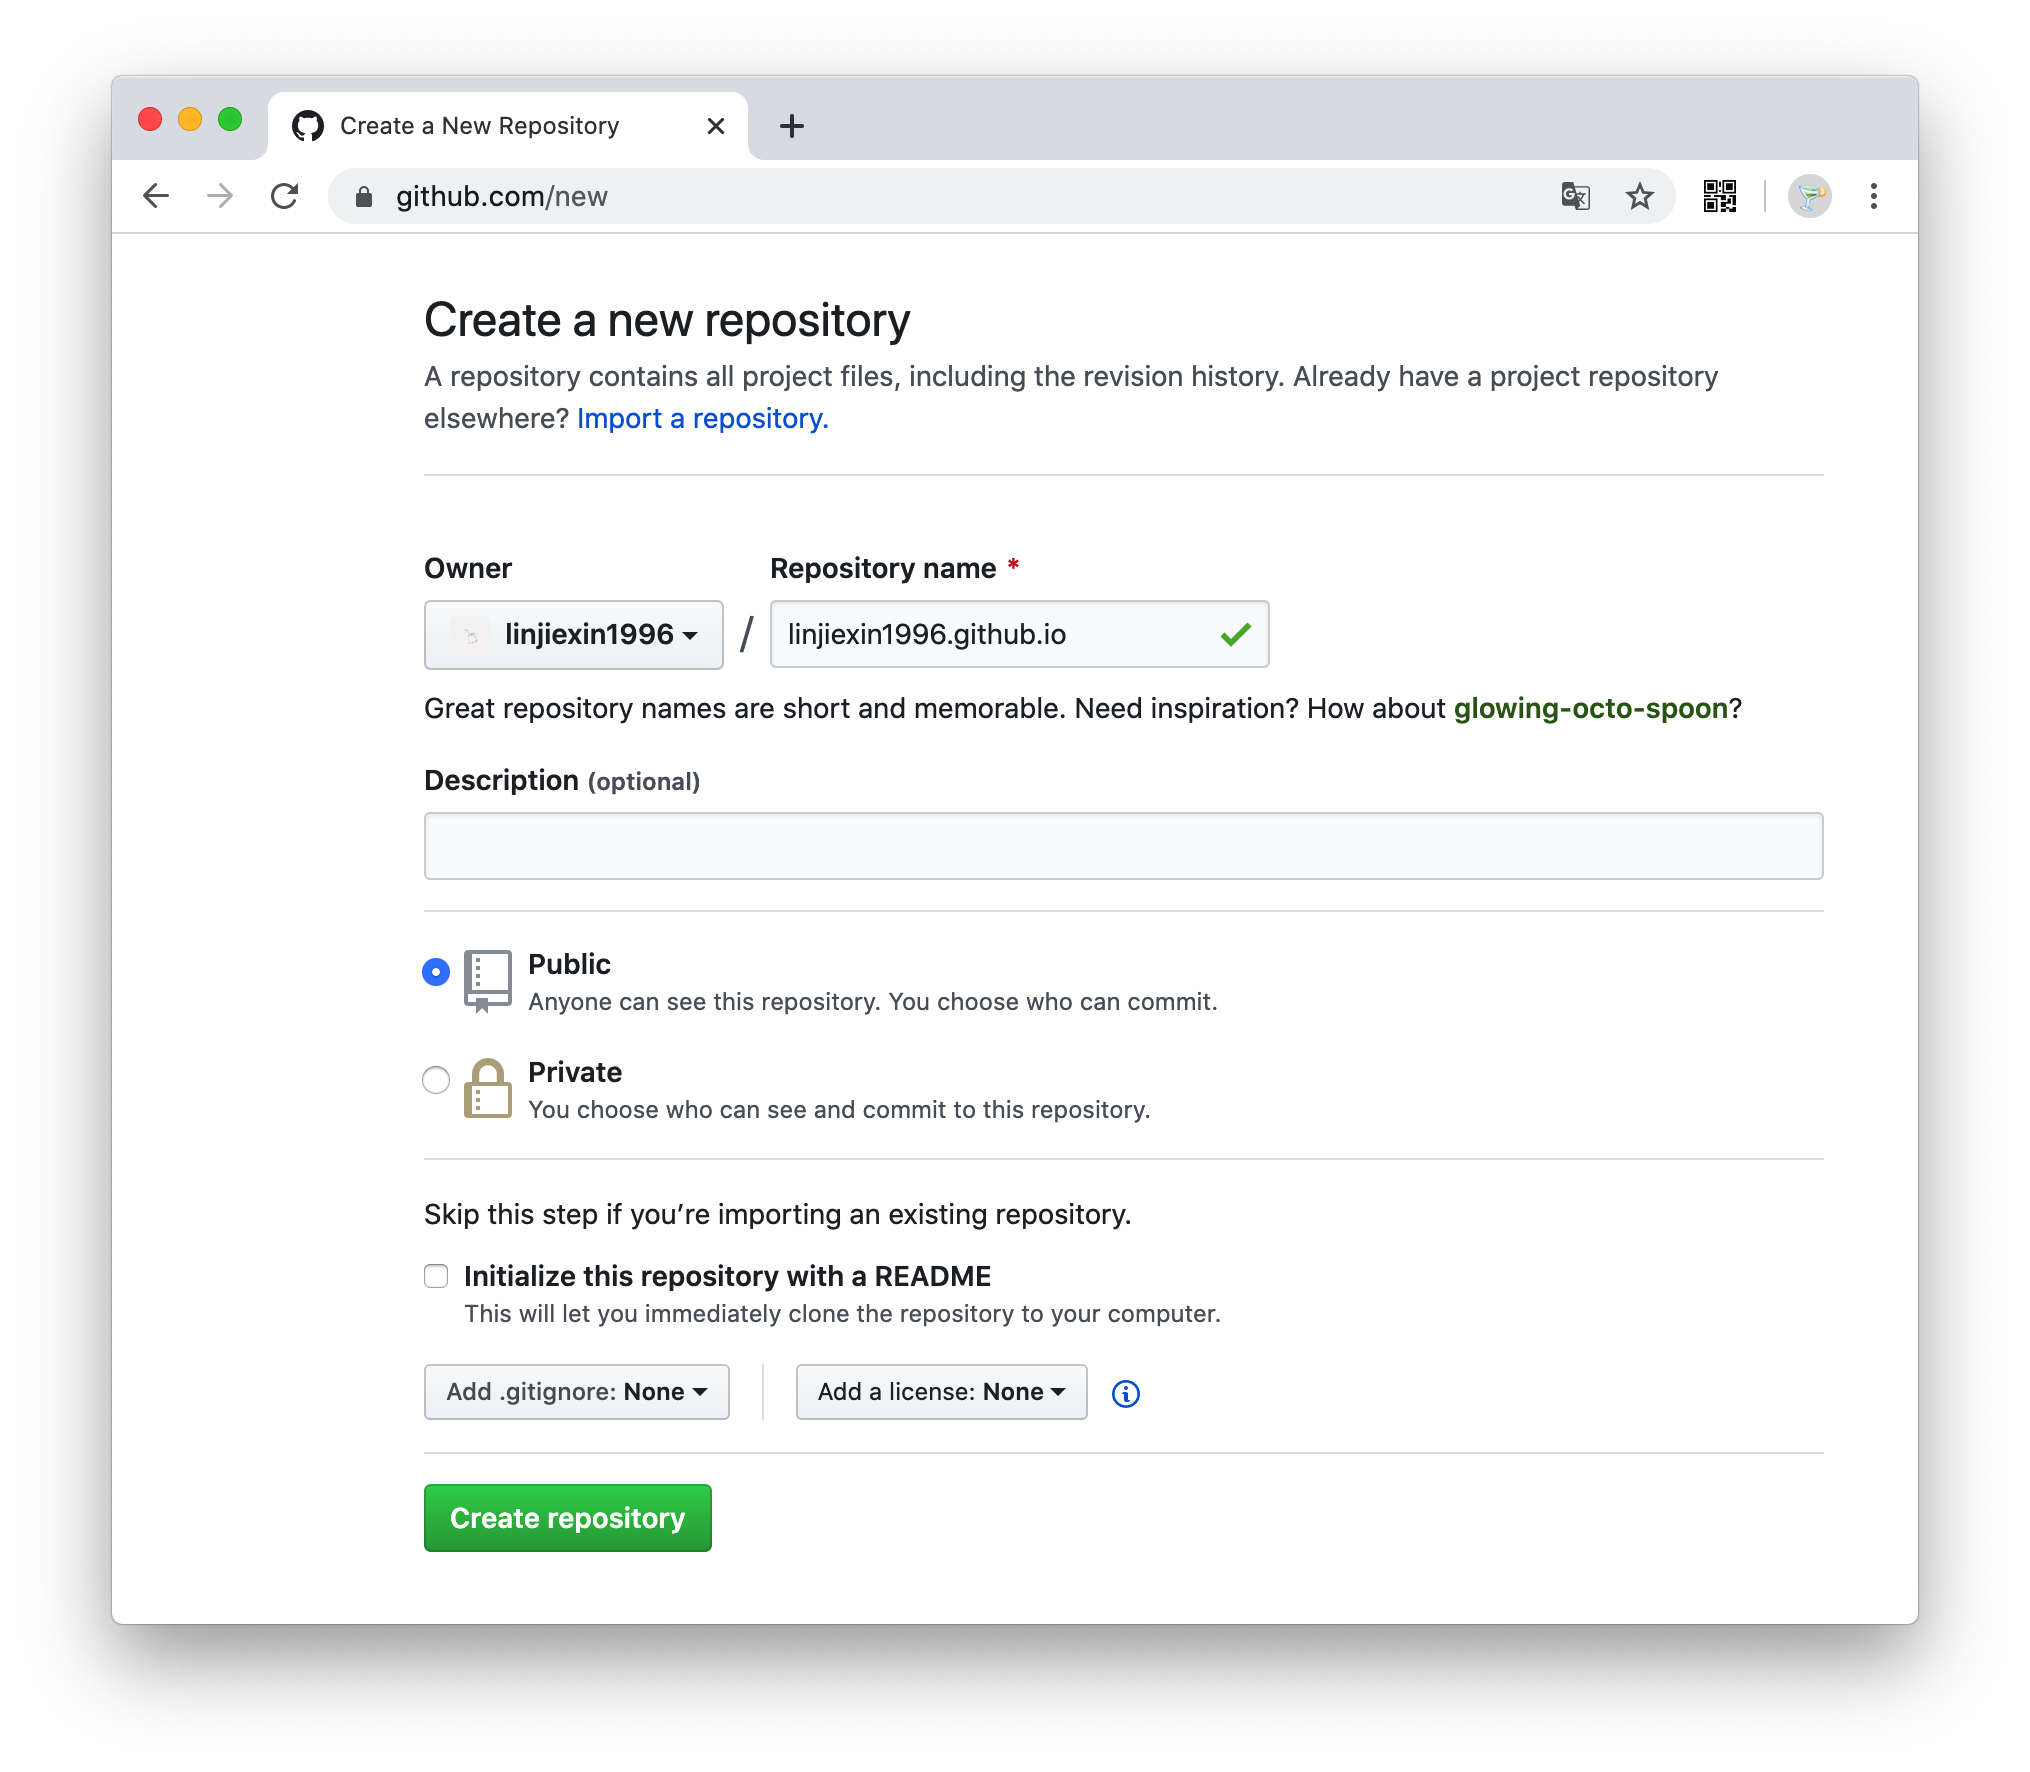 Create a New Repository
github.com/new
Create a new repository
A repository contains all project files, including the revision history. Already have a project repository
elsewhere? Import a repository.
Owner
Repository name *
linjiexin1996 / linjiexin1996.github.io
Great repository names are short and memorable. Need inspiration? How about glowing-octo-spoon?
Description (optional)
Public
Anyone can see this repository. You choose who can commit.
Private
You choose who can see and commit to this repository.
Skip this step if you’re importing an existing repository.
Initialize this repository with a README
This will let you immediately clone the repository to your computer.
Add .gitignore: None
Add a license: None
Create repository